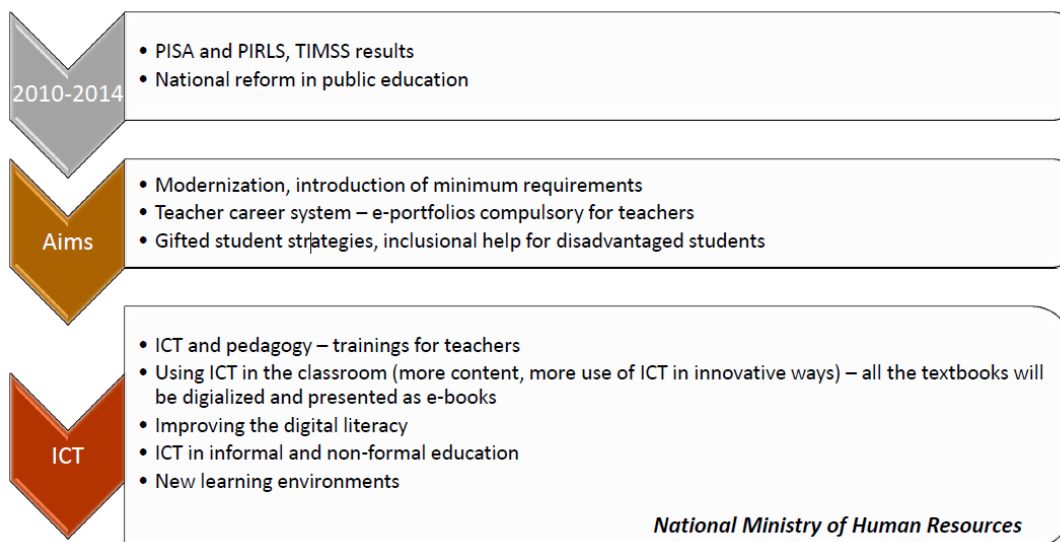 2010-2014
• PISA and PIRLS, TIMSS results
• National reform in public education
Aims
• Modernization, introduction of minimum requirements
• Teacher career system – e-portfolios compulsory for teachers
• Gifted student strategies, inclusional help for disadvantaged students
ICT
• ICT and pedagogy – trainings for teachers
• Using ICT in the classroom (more content, more use of ICT in innovative ways) – all the textbooks will
be digialized and presented as e-books
• Improving the digital literacy
• ICT in informal and non-formal education
• New learning environments
National Ministry of Human Resources